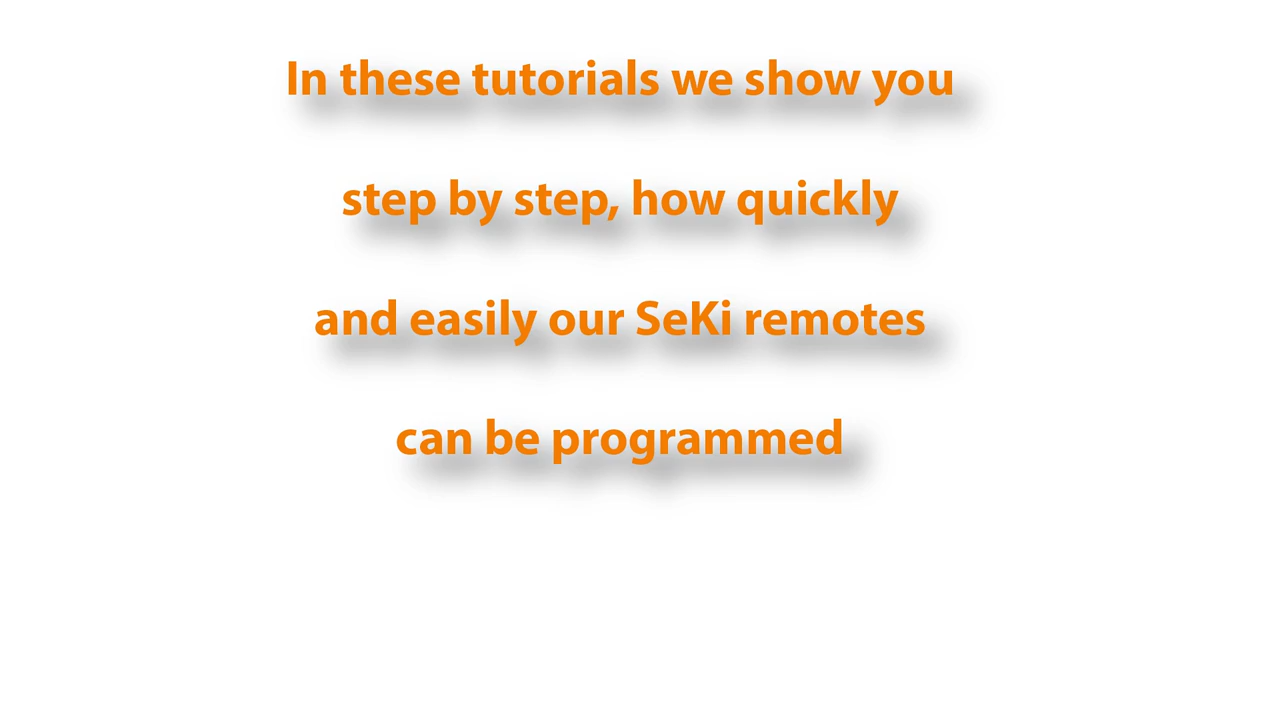 In these tutorials we show you
step by step, how quickly
and easily our SeKi remotes
can be programmed